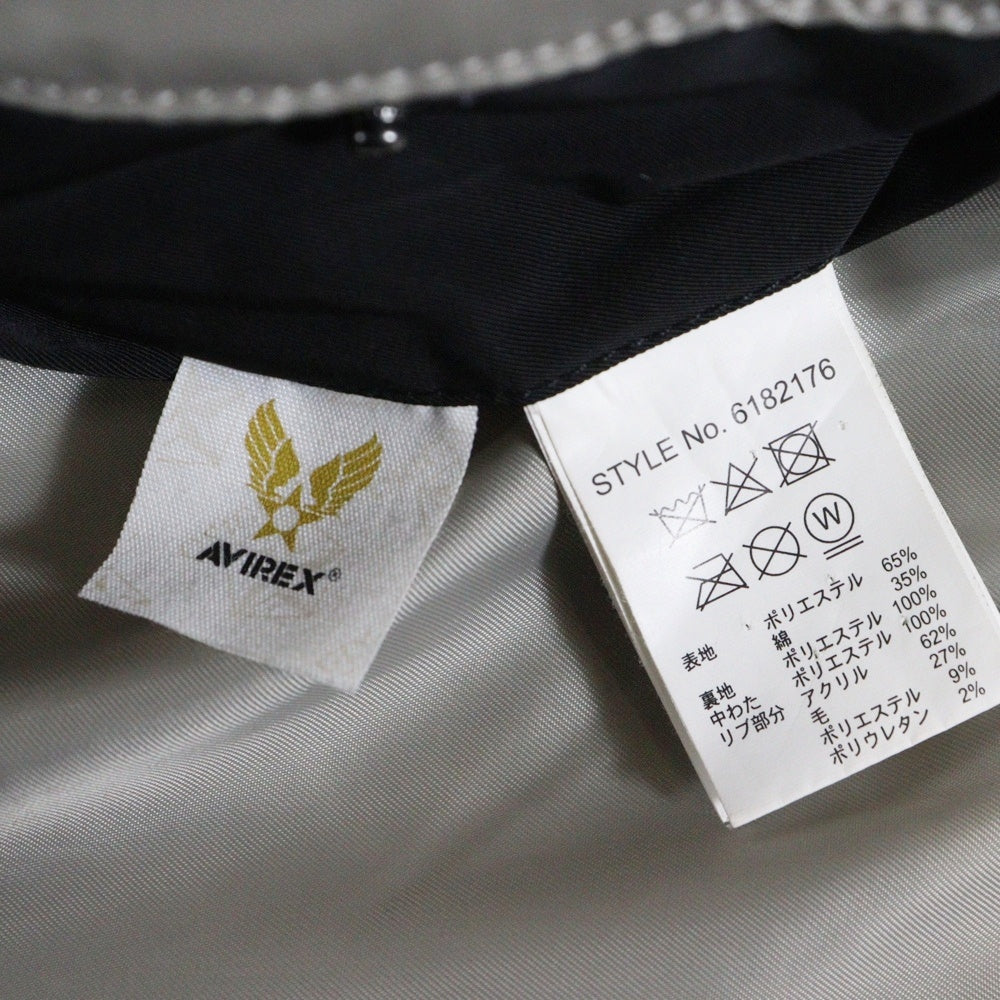 AVIREX®
STYLE No. 6182176
W
表地 ポリエステル 65%
綿 35%
裏地 ポリエステル 100%
中わた ポリエステル 100%
リブ部分 アクリル 62%
毛 27%
ポリエステル 9%
ポリウレタン 2%